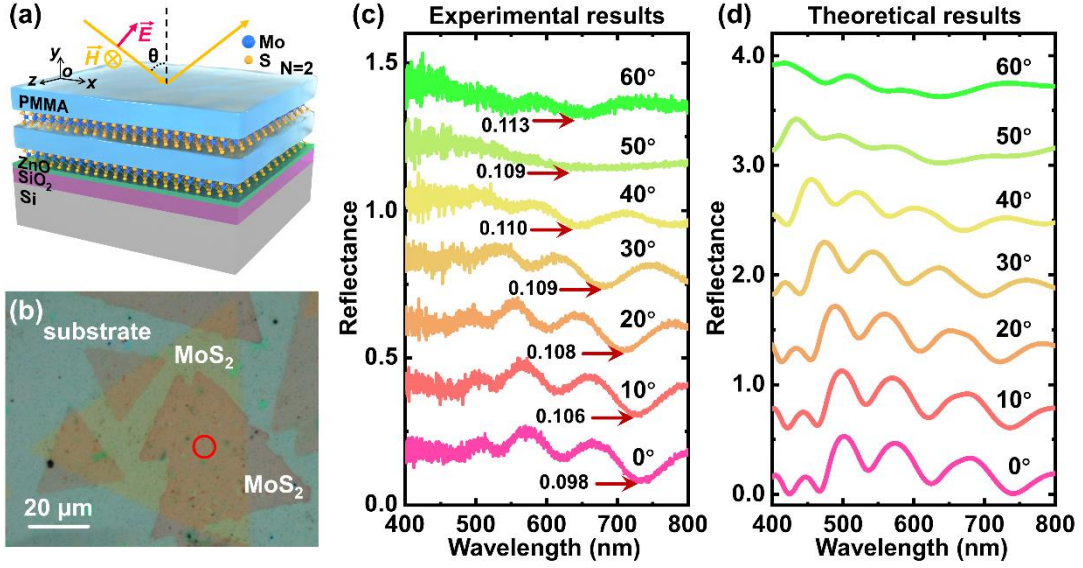 (a)
E
H
θ
Mo
S
N=2
y
o
z
x
PMMA
ZnO
SiO2
Si
(b)
substrate
MoS2
MoS2
20 μm
(c) Experimental results
Reflectance
1.5
1.0
0.5
0.0
60°
0.113
50°
0.109
40°
0.110
30°
0.109
20°
0.108
10°
0.106
0°
0.098
400 500 600 700 800
Wavelength (nm)
(d) Theoretical results
Reflectance
4.0
3.0
2.0
1.0
0.0
60°
50°
40°
30°
20°
10°
0°
400 500 600 700 800
Wavelength (nm)